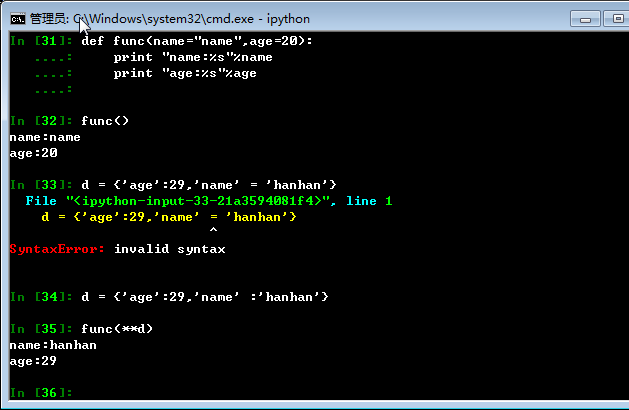 管理员: C:\Windows\system32\cmd.exe - ipython
In [31]: def func(name="name",age=20):
   ....:     print "name:%s"%name
   ....:     print "age:%s"%age
   ....:
In [32]: func()
name:name
age:20
In [33]: d = {'age':29,'name' = 'hanhan'}
  File "<ipython-input-33-21a3594081f4>", line 1
    d = {'age':29,'name' = 'hanhan'}
                         ^
SyntaxError: invalid syntax
In [34]: d = {'age':29,'name' :'hanhan'}
In [35]: func(**d)
name:hanhan
age:29
In [36]: